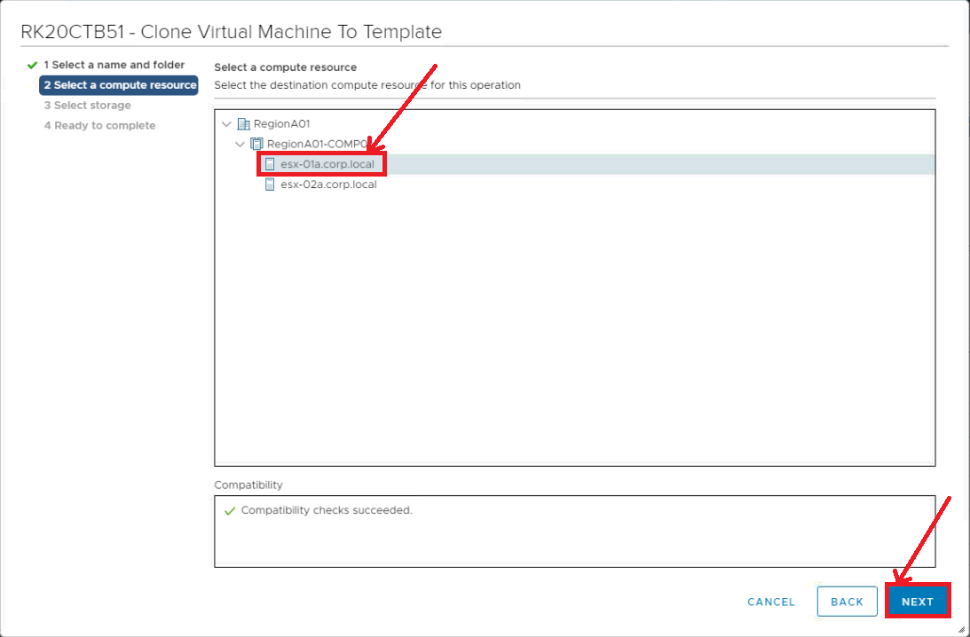 RK20CTB51 - Clone Virtual Machine To Template
1 Select a name and folder
2 Select a compute resource
3 Select storage
4 Ready to complete
Select a compute resource
Select the destination compute resource for this operation
RegionA01
RegionA01-COMP0
esx-01a.corp.local
esx-02a.corp.local
Compatibility
Compatibility checks succeeded.
CANCEL
BACK
NEXT